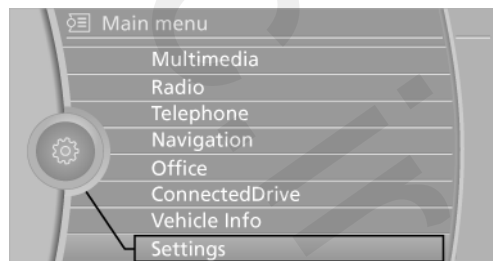 Main menu
Multimedia
Radio
Telephone
Navigation
Office
ConnectedDrive
Vehicle Info
Settings